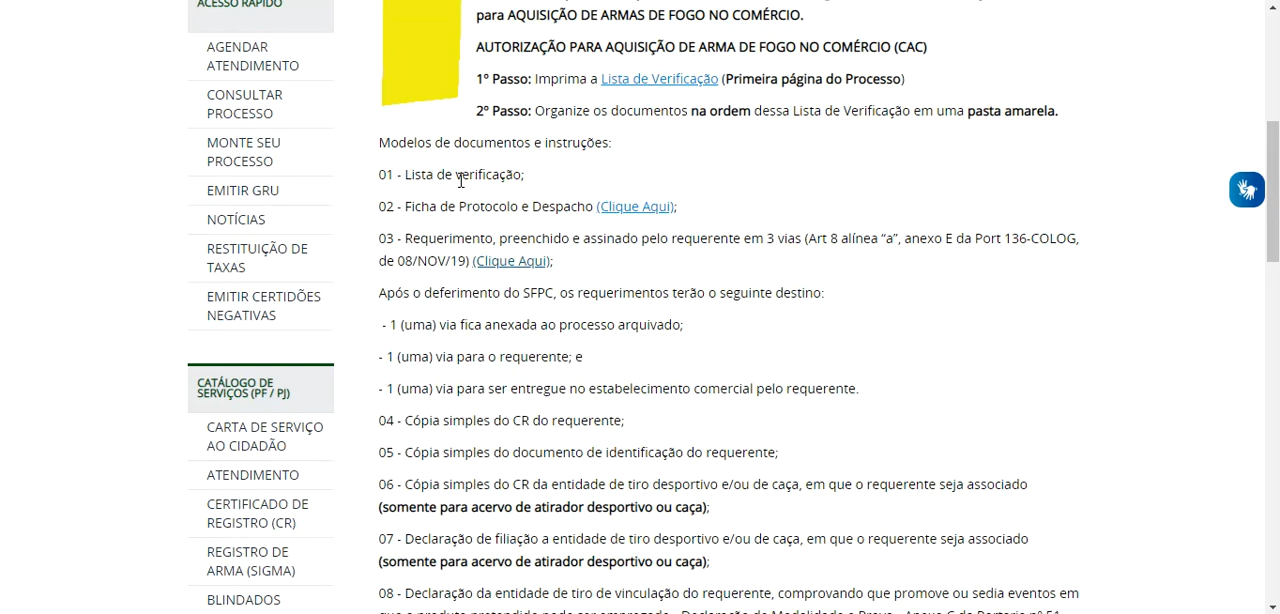 ACESSO RÁPIDO
AGENDAR
ATENDIMENTO
CONSULTAR
PROCESSO
MONTE SEU
PROCESSO
EMITIR GRU
NOTÍCIAS
RESTITUIÇÃO DE
TAXAS
EMITIR CERTIDÕES
NEGATIVAS
CATÁLOGO DE
SERVIÇOS (PF / PJ)
CARTA DE SERVIÇO
AO CIDADÃO
ATENDIMENTO
CERTIFICADO DE
REGISTRO (CR)
REGISTRO DE
ARMA (SIGMA)
BLINDADOS
para AQUISIÇÃO DE ARMAS DE FOGO NO COMÉRCIO.
AUTORIZAÇÃO PARA AQUISIÇÃO DE ARMA DE FOGO NO COMÉRCIO (CAC)
1º Passo: Imprima a Lista de Verificação (Primeira página do Processo)
2º Passo: Organize os documentos na ordem dessa Lista de Verificação em uma pasta amarela.
Modelos de documentos e instruções:
01 - Lista de verificação;
02 - Ficha de Protocolo e Despacho (Clique Aqui);
03 - Requerimento, preenchido e assinado pelo requerente em 3 vias (Art 8 alínea “a”, anexo E da Port 136-COLOG,
de 08/NOV/19) (Clique Aqui);
Após o deferimento do SFPC, os requerimentos terão o seguinte destino:
- 1 (uma) via fica anexada ao processo arquivado;
- 1 (uma) via para o requerente; e
- 1 (uma) via para ser entregue no estabelecimento comercial pelo requerente.
04 - Cópia simples do CR do requerente;
05 - Cópia simples do documento de identificação do requerente;
06 - Cópia simples do CR da entidade de tiro desportivo e/ou de caça, em que o requerente seja associado
(somente para acervo de atirador desportivo ou caça);
07 - Declaração de filiação a entidade de tiro desportivo e/ou de caça, em que o requerente seja associado
(somente para acervo de atirador desportivo ou caça);
08 - Declaração da entidade de tiro de vinculação do requerente, comprovando que promove ou sedia eventos em